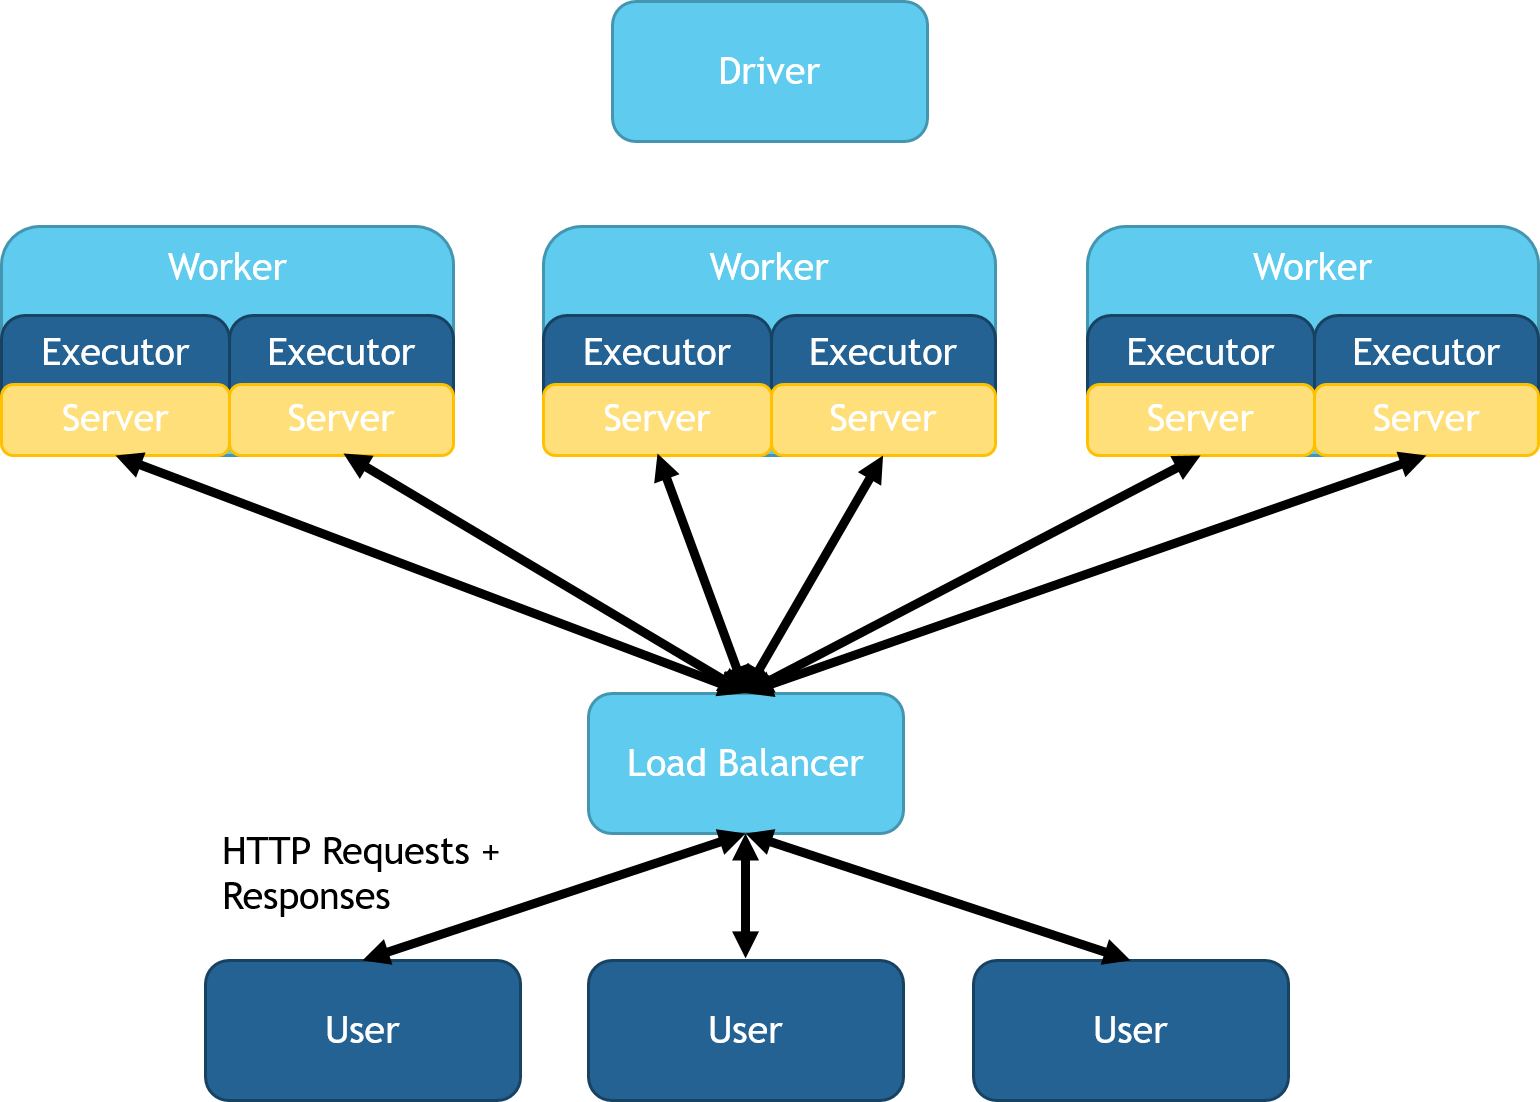 Driver
Worker
Worker
Worker
Executor
Executor
Executor
Executor
Executor
Executor
Server
Server
Server
Server
Server
Server
Load Balancer
HTTP Requests +
Responses
User
User
User